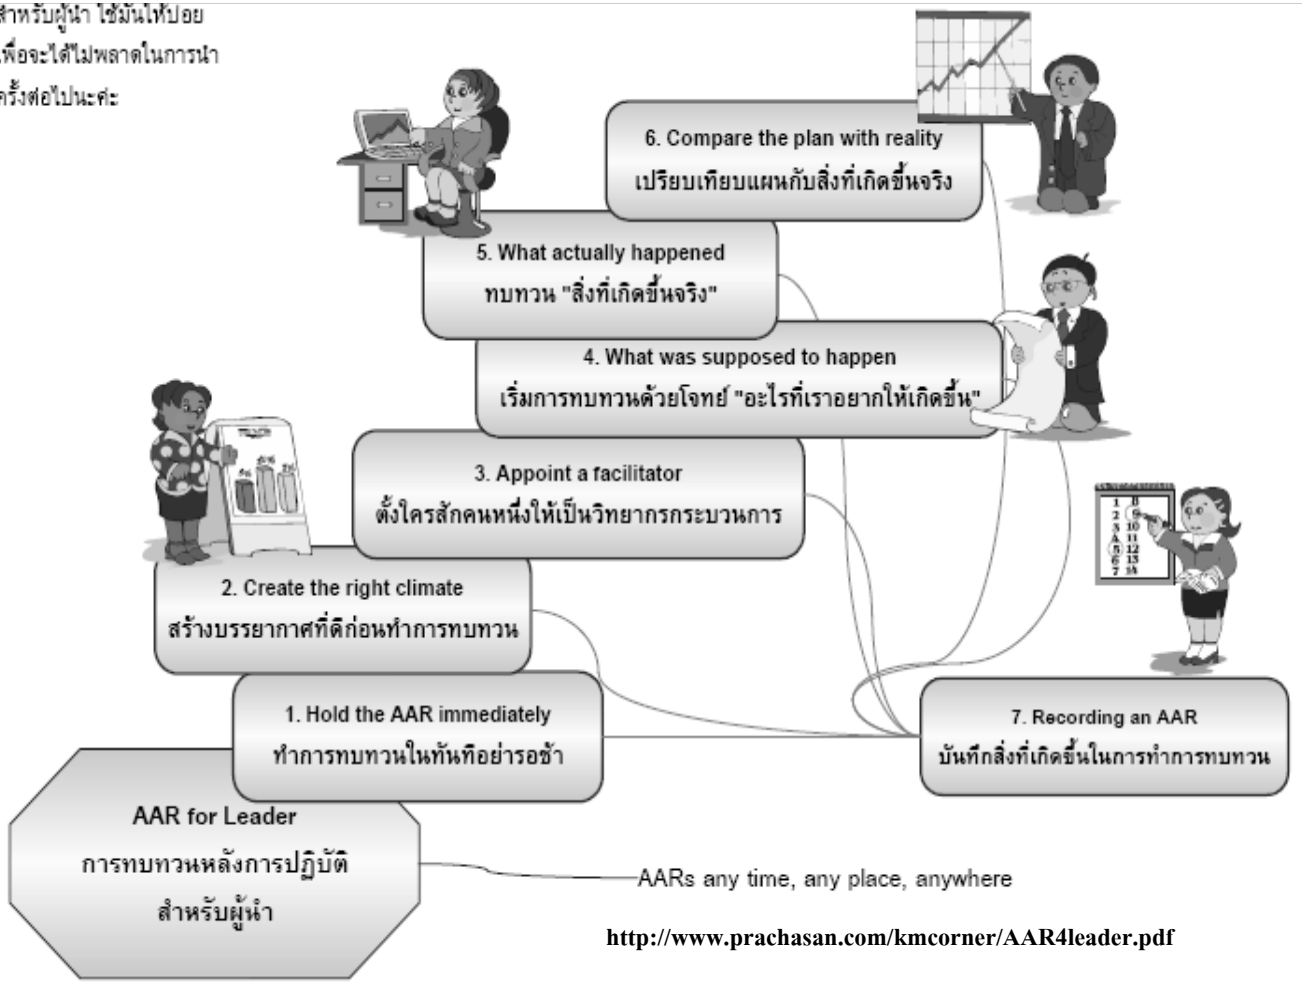 สำหรับผู้นำ ใช้มันให้บ่อย
เพื่อจะได้ไม่พลาดในการนำ
ครั้งต่อไปนะค่ะ
6. Compare the plan with reality
เปรียบเทียบแผนกับสิ่งที่เกิดขึ้นจริง
5. What actually happened
ทบทวน "สิ่งที่เกิดขึ้นจริง"
4. What was supposed to happen
เริ่มการทบทวนด้วยโจทย์ "อะไรที่เราอยากให้เกิดขึ้น"
3. Appoint a facilitator
ตั้งใครสักคนหนึ่งให้เป็นวิทยากรกระบวนการ
1 8
2 9
3 10
4 11
5 12
6 13
7 14
2. Create the right climate
สร้างบรรยากาศที่ดีก่อนทำการทบทวน
1. Hold the AAR immediately
ทำการทบทวนในทันทีอย่ารอช้า
7. Recording an AAR
บันทึกสิ่งที่เกิดขึ้นในการทำการทบทวน
AAR for Leader
การทบทวนหลังการปฏิบัติ
สำหรับผู้นำ
AARs any time, any place, anywhere
http://www.prachasan.com/kmcorner/AAR4leader.pdf